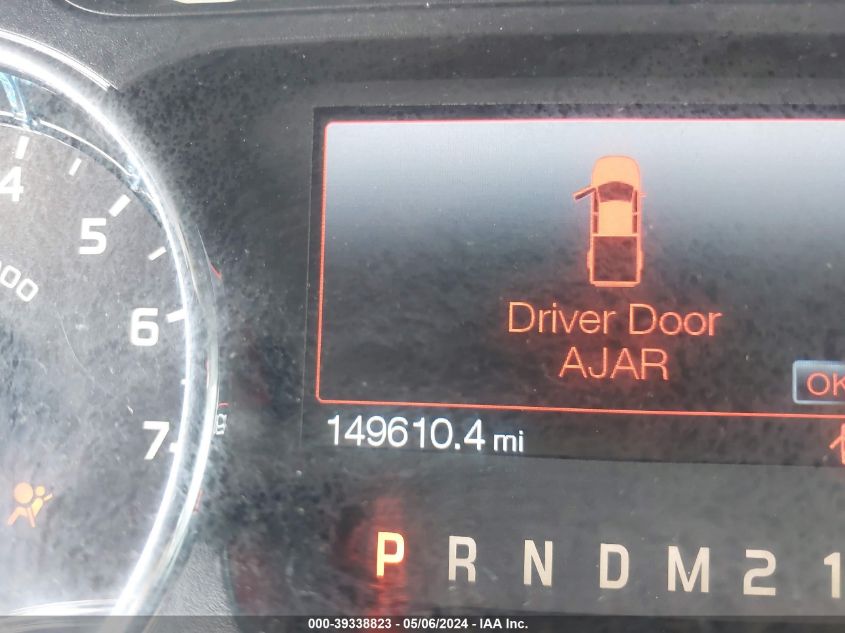 4
5
6
7
Driver Door
AJAR
OK
149610.4 mi
P R N D M 2 1
000-39338823 - 05/06/2024 - IAA Inc.